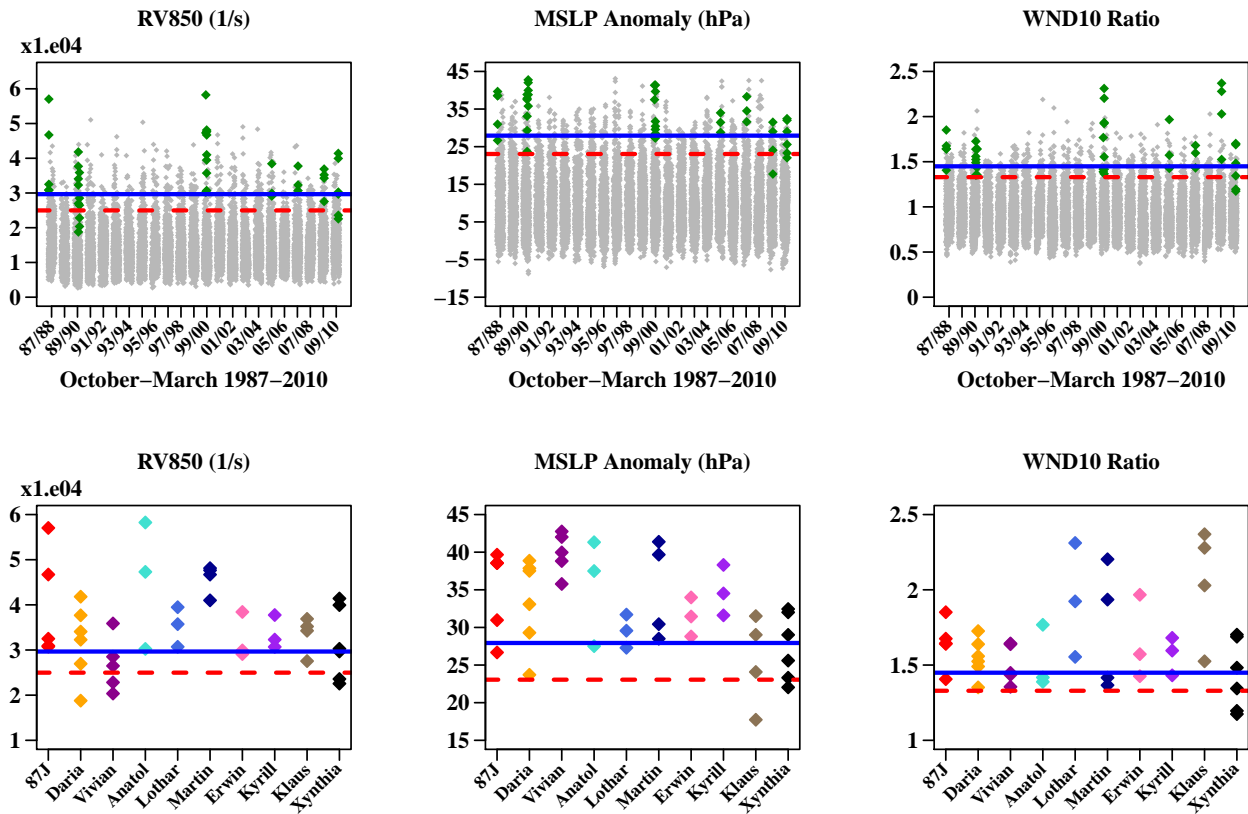 RV850 (1/s)
MSLP Anomaly (hPa)
WND10 Ratio
x1.e04
6
5
4
3
2
1
0
45
35
25
15
5
−5
−15
2.5
2
1.5
1
0.5
0
87/88
89/90
91/92
93/94
95/96
97/98
99/00
01/02
03/04
05/06
07/08
09/10
87/88
89/90
91/92
93/94
95/96
97/98
99/00
01/02
03/04
05/06
07/08
09/10
87/88
89/90
91/92
93/94
95/96
97/98
99/00
01/02
03/04
05/06
07/08
09/10
October−March 1987−2010
October−March 1987−2010
October−March 1987−2010
RV850 (1/s)
MSLP Anomaly (hPa)
WND10 Ratio
x1.e04
6
5
4
3
2
1
45
40
35
30
25
20
15
2.5
2
1.5
1
87J
Daria
Vivian
Anatol
Lothar
Martin
Erwin
Kyrill
Klaus
Xynthia
87J
Daria
Vivian
Anatol
Lothar
Martin
Erwin
Kyrill
Klaus
Xynthia
87J
Daria
Vivian
Anatol
Lothar
Martin
Erwin
Kyrill
Klaus
Xynthia